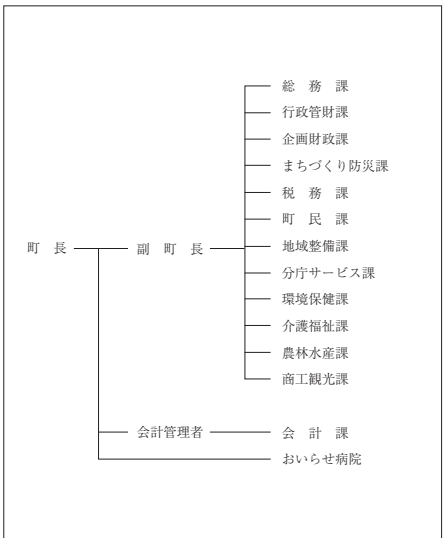 総務課
行政管財課
企画財政課
まちづくり防災課
税務課
町民課
町長 副町長 地域整備課
分庁サービス課
環境保健課
介護福祉課
農林水産課
商工観光課
会計管理者 会計課
おいらせ病院